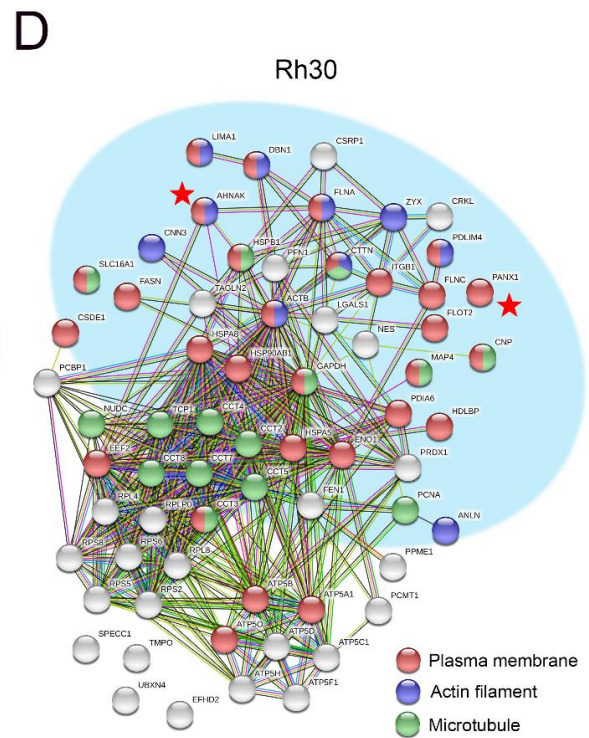 D
Rh30
LIMA1
DBN1
CSRP1
AHNAK
FLNA
ZYX
CRKL
CNN3
HSPB1
PFN1
CTTN
PDLIM4
SLC16A1
ITGB1
FASN
TAGLN2
ACTB
LGALS1
FLNC
PANX1
CSDE1
HSPA8
NES
FLOT2
PCBP1
HSP90AB1
GAPDH
MAP4
CNP
NUDC
TCP1
CCT4
CCT2
HSPA5
ENO1
PDIA6
HDLBP
EEF2
CCT8
CCT7
CCT5
PRDX1
RPL4
RPLP0
CCT3
FEN1
PCNA
ANLN
RPS8
RPS6
RPL8
PPME1
RPS5
RPS2
ATP5B
ATP5A1
PCMT1
SPECC1
TMPO
ATP5O
ATP5D
ATP5C1
UBXN4
EFHD2
ATP5H
ATP5F1
Plasma membrane
Actin filament
Microtubule